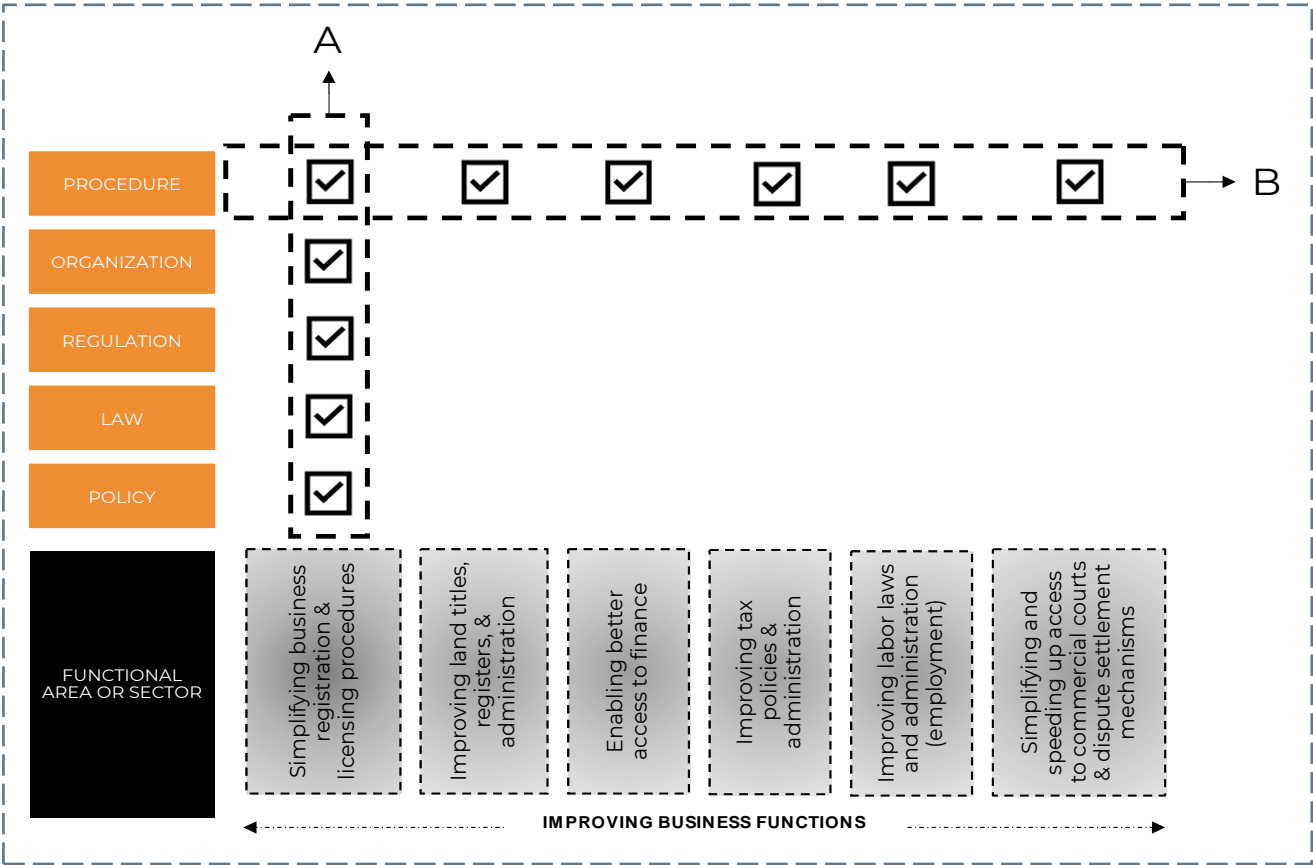 A
PROCEDURE
B
ORGANIZATION
REGULATION
LAW
POLICY
FUNCTIONAL
AREA OR SECTOR
Simplifying business
registration &
licensing procedures
Improving land titles,
registers, &
administration
Enabling better
access to finance
Improving tax
policies &
administration
Improving labor laws
and administration
(employment)
Simplifying and
speeding up access
to commercial courts
& dispute settlement
mechanisms
IMPROVING BUSINESS FUNCTIONS